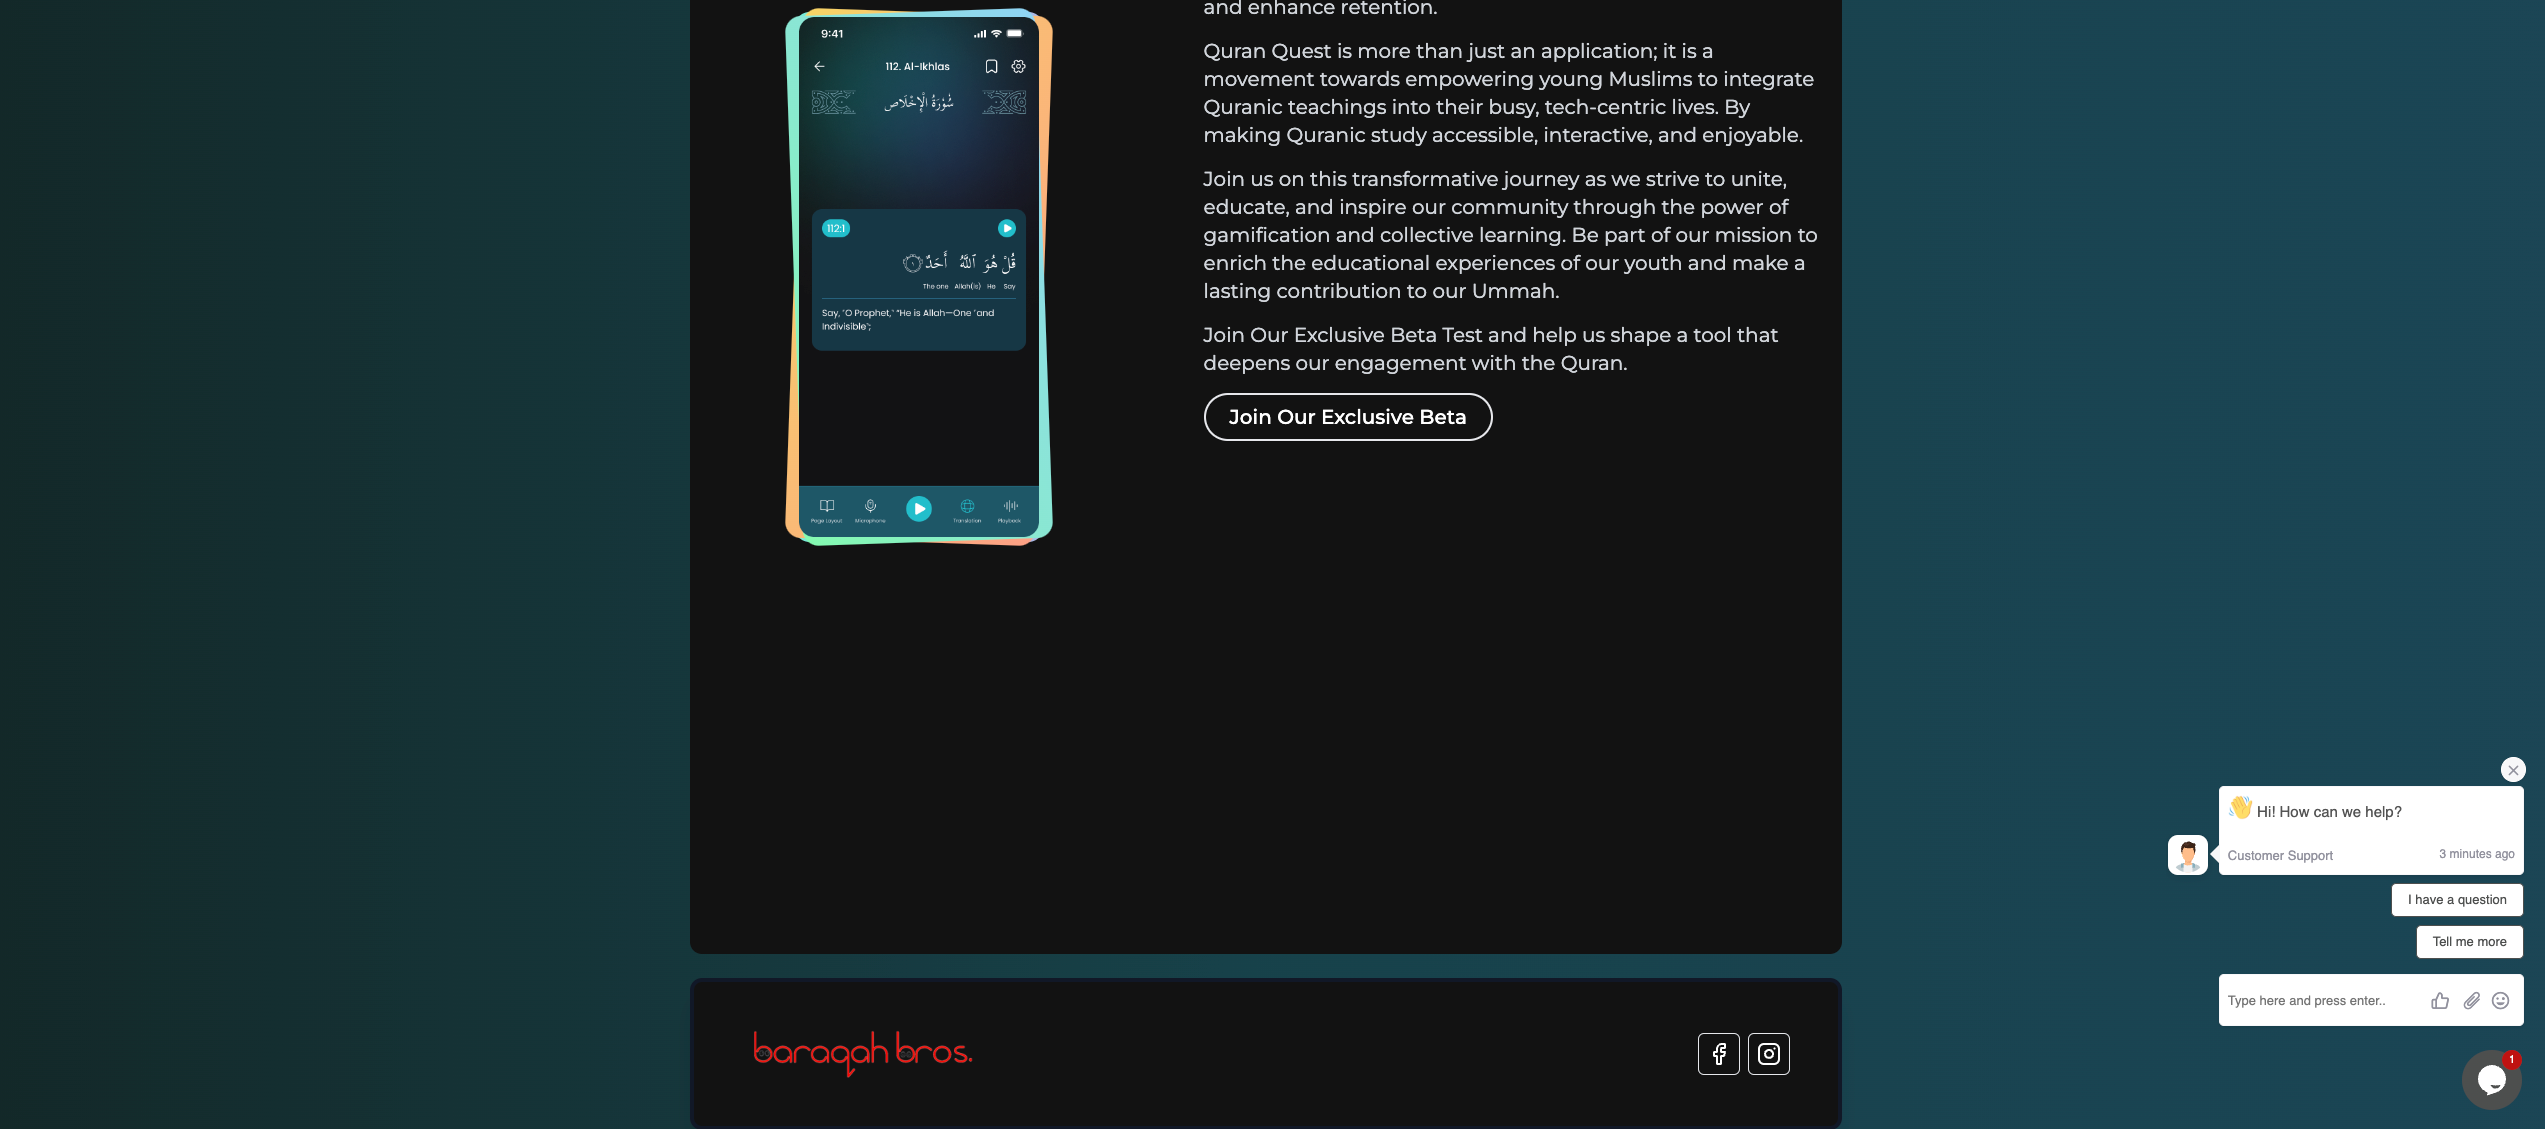 9:41
112. Al-Ikhlas
سُوْرَةُ الْإِخْلَاص
112:1
قُلْ هُوَ ٱللَّهُ أَحَدٌ ١
The one Allah(is) He Say
Say, “O Prophet,” “He is Allah—One ˹and
Indivisible˺;
Page Layout Microphone Translation Playback
and enhance retention.
Quran Quest is more than just an application; it is a
movement towards empowering young Muslims to integrate
Quranic teachings into their busy, tech-centric lives. By
making Quranic study accessible, interactive, and enjoyable.
Join us on this transformative journey as we strive to unite,
educate, and inspire our community through the power of
gamification and collective learning. Be part of our mission to
enrich the educational experiences of our youth and make a
lasting contribution to our Ummah.
Join Our Exclusive Beta Test and help us shape a tool that
deepens our engagement with the Quran.
Join Our Exclusive Beta
Hi! How can we help?
Customer Support 3 minutes ago
I have a question
Tell me more
Type here and press enter..
1
baraqah bros.